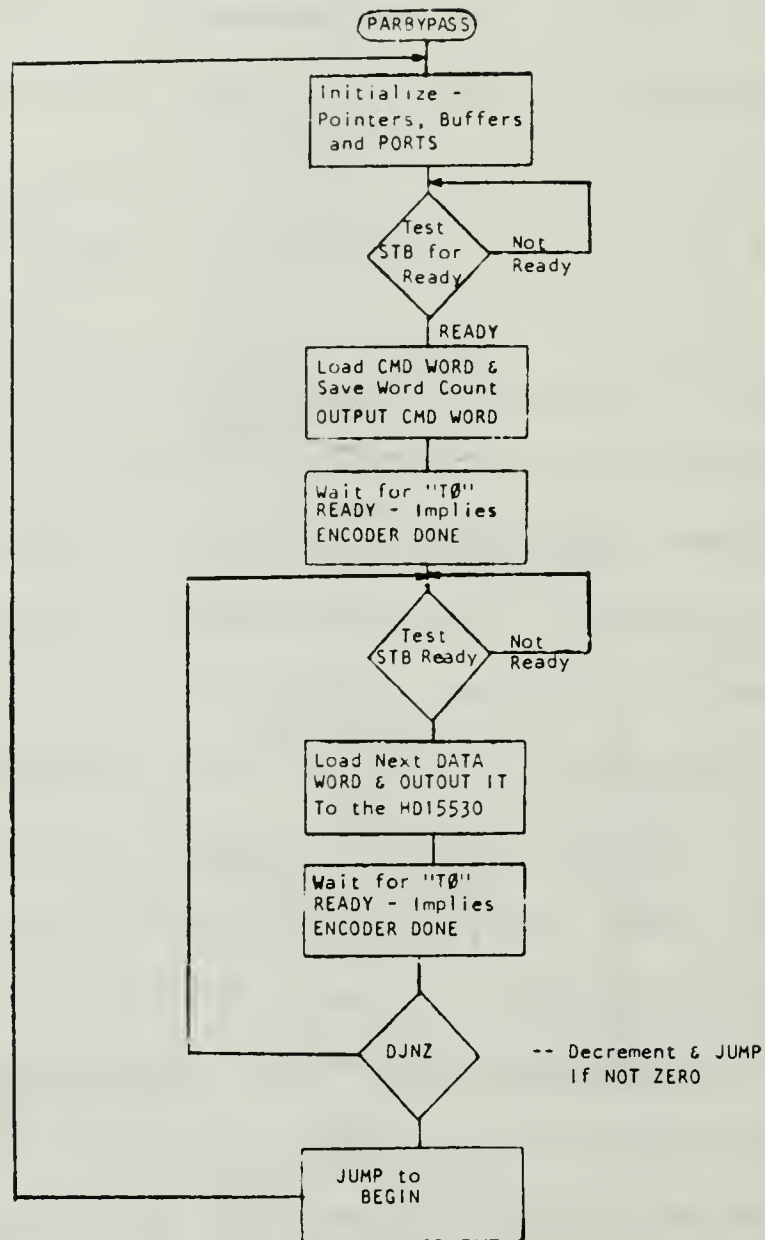 PARBYPASS
Initialize -
Pointers, Buffers
and PORTS
Test
STB for
Ready
Not
Ready
READY
Load CMD WORD &
Save Word Count
OUTPUT CMD WORD
Wait for "TØ"
READY - Implies
ENCODER DONE
Test
STB Ready
Not
Ready
Load Next DATA
WORD & OUTOUT IT
To the HD15530
Wait for "TØ"
READY - Implies
ENCODER DONE
DJNZ
-- Decrement & JUMP
If NOT ZERO
JUMP to
BEGIN